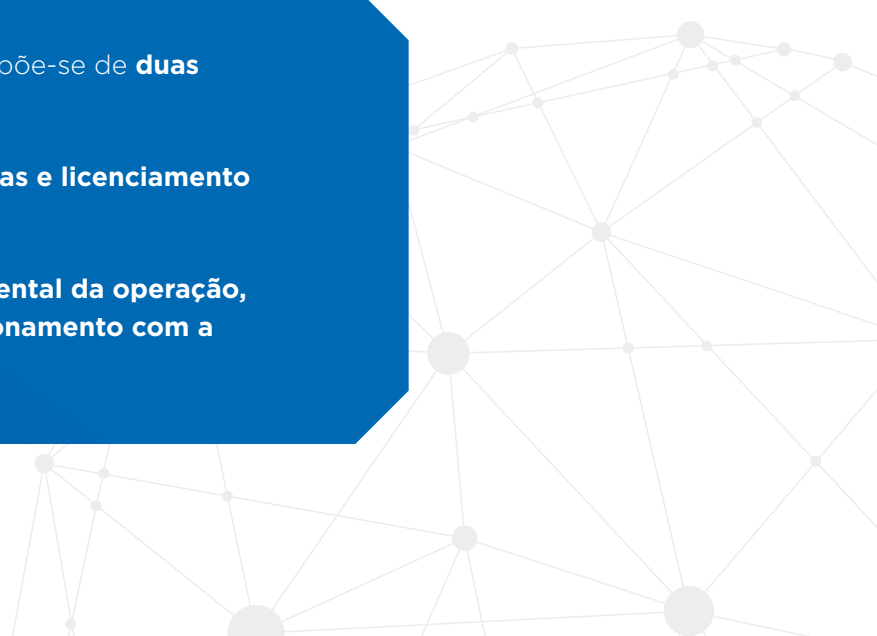 põe-se de duas
as e licenciamento
ental da operação,
onamento com a